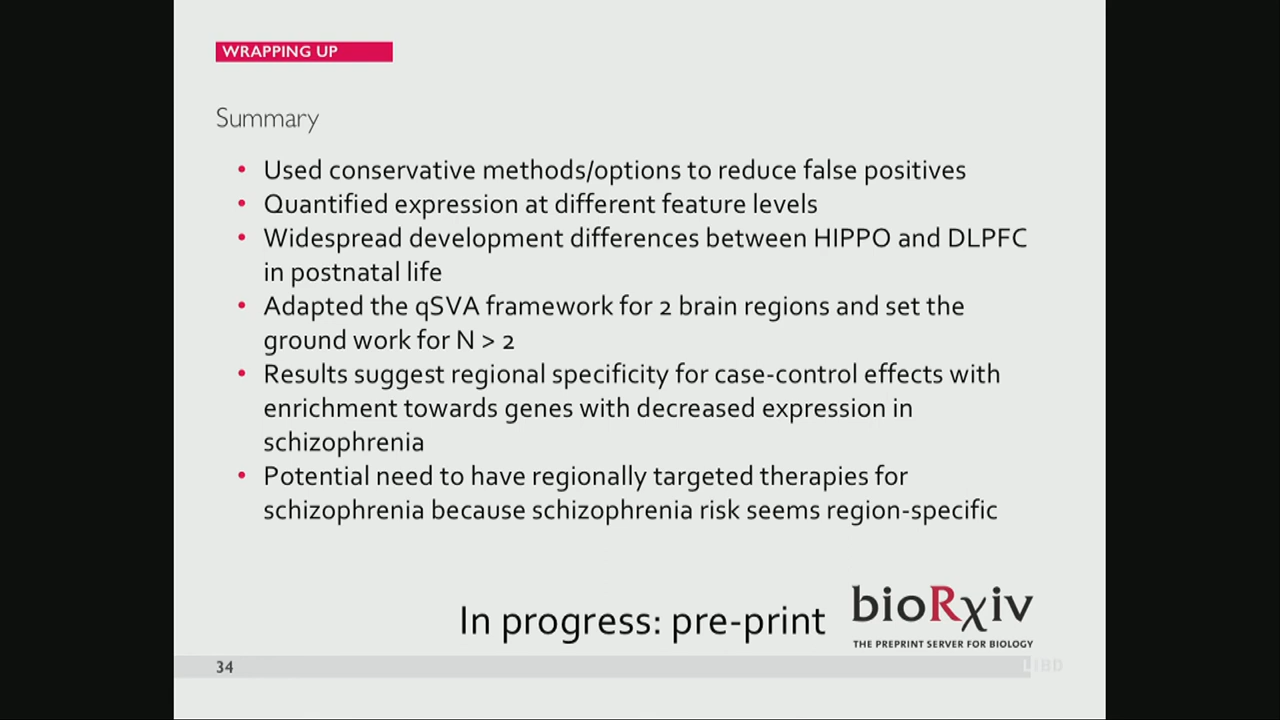 WRAPPING UP
Summary
• Used conservative methods/options to reduce false positives
• Quantified expression at different feature levels
• Widespread development differences between HIPPO and DLPFC
in postnatal life
• Adapted the qSVA framework for 2 brain regions and set the
ground work for N > 2
• Results suggest regional specificity for case-control effects with
enrichment towards genes with decreased expression in
schizophrenia
• Potential need to have regionally targeted therapies for
schizophrenia because schizophrenia risk seems region-specific
In progress: pre-print
bioRχiv
THE PREPRINT SERVER FOR BIOLOGY
34
LIBD